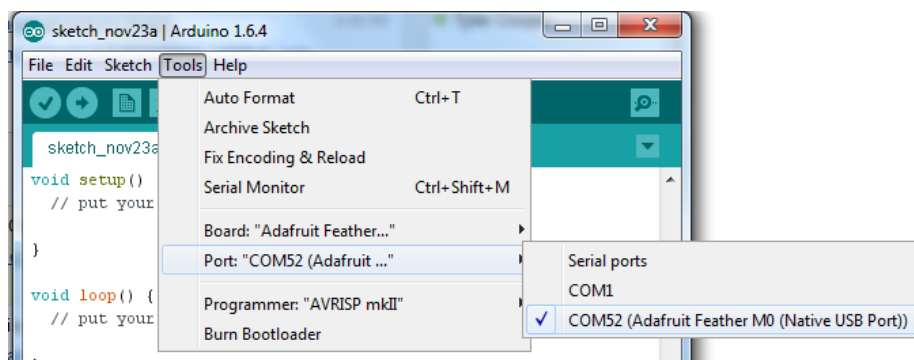 sketch_nov23a | Arduino 1.6.4
File Edit Sketch Tools Help
sketch_nov23a
void setup()
// put your
}
void loop() {
// put your
Auto Format Ctrl+T
Archive Sketch
Fix Encoding & Reload
Serial Monitor Ctrl+Shift+M
Board: "Adafruit Feather..."
Port: "COM52 (Adafruit ..."
Programmer: "AVRISP mkII"
Burn Bootloader
Serial ports
COM1
COM52 (Adafruit Feather M0 (Native USB Port))